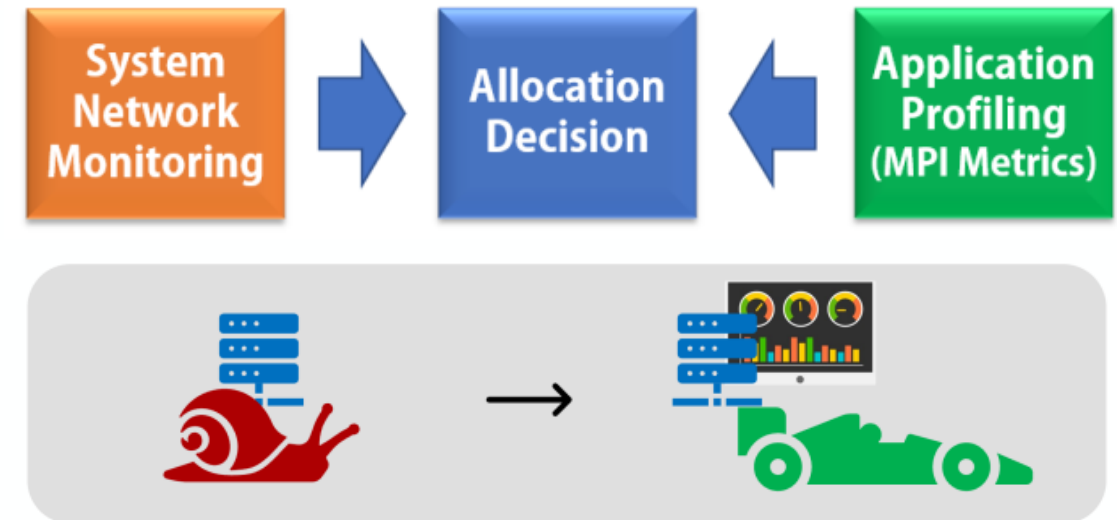 System
Network
Monitoring
Allocation
Decision
Application
Profiling
(MPI Metrics)